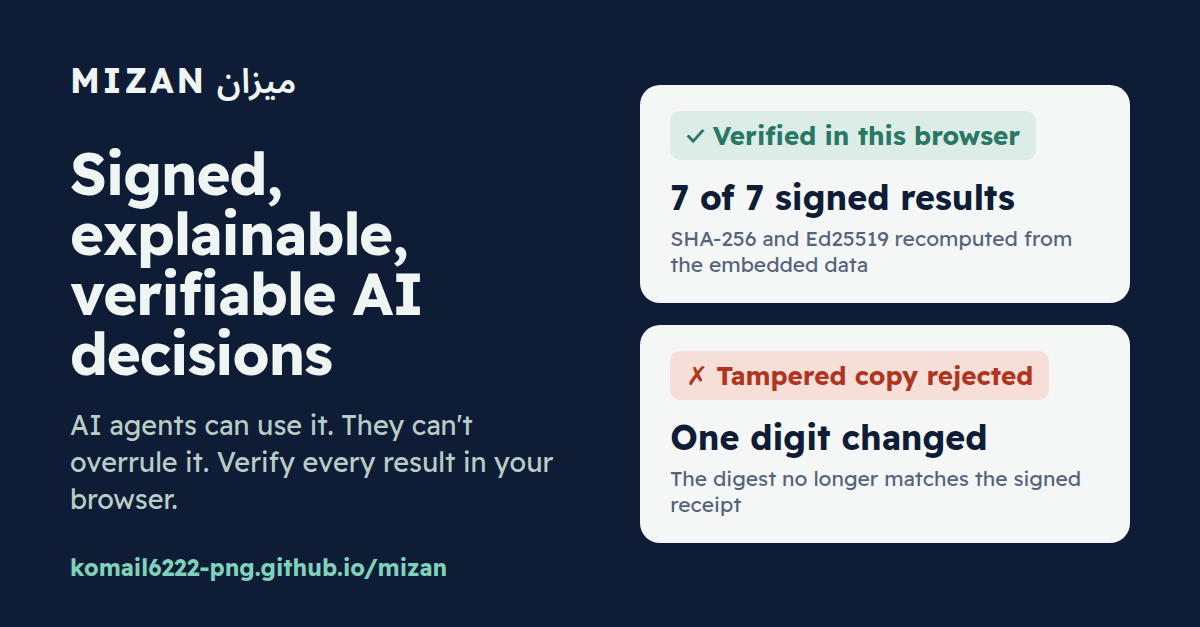 MIZAN ميزان
Signed,
explainable,
verifiable AI
decisions
AI agents can use it. They can't
overrule it. Verify every result in your
browser.
komail6222-png.github.io/mizan
✓ Verified in this browser
7 of 7 signed results
SHA-256 and Ed25519 recomputed from
the embedded data
✗ Tampered copy rejected
One digit changed
The digest no longer matches the signed
receipt